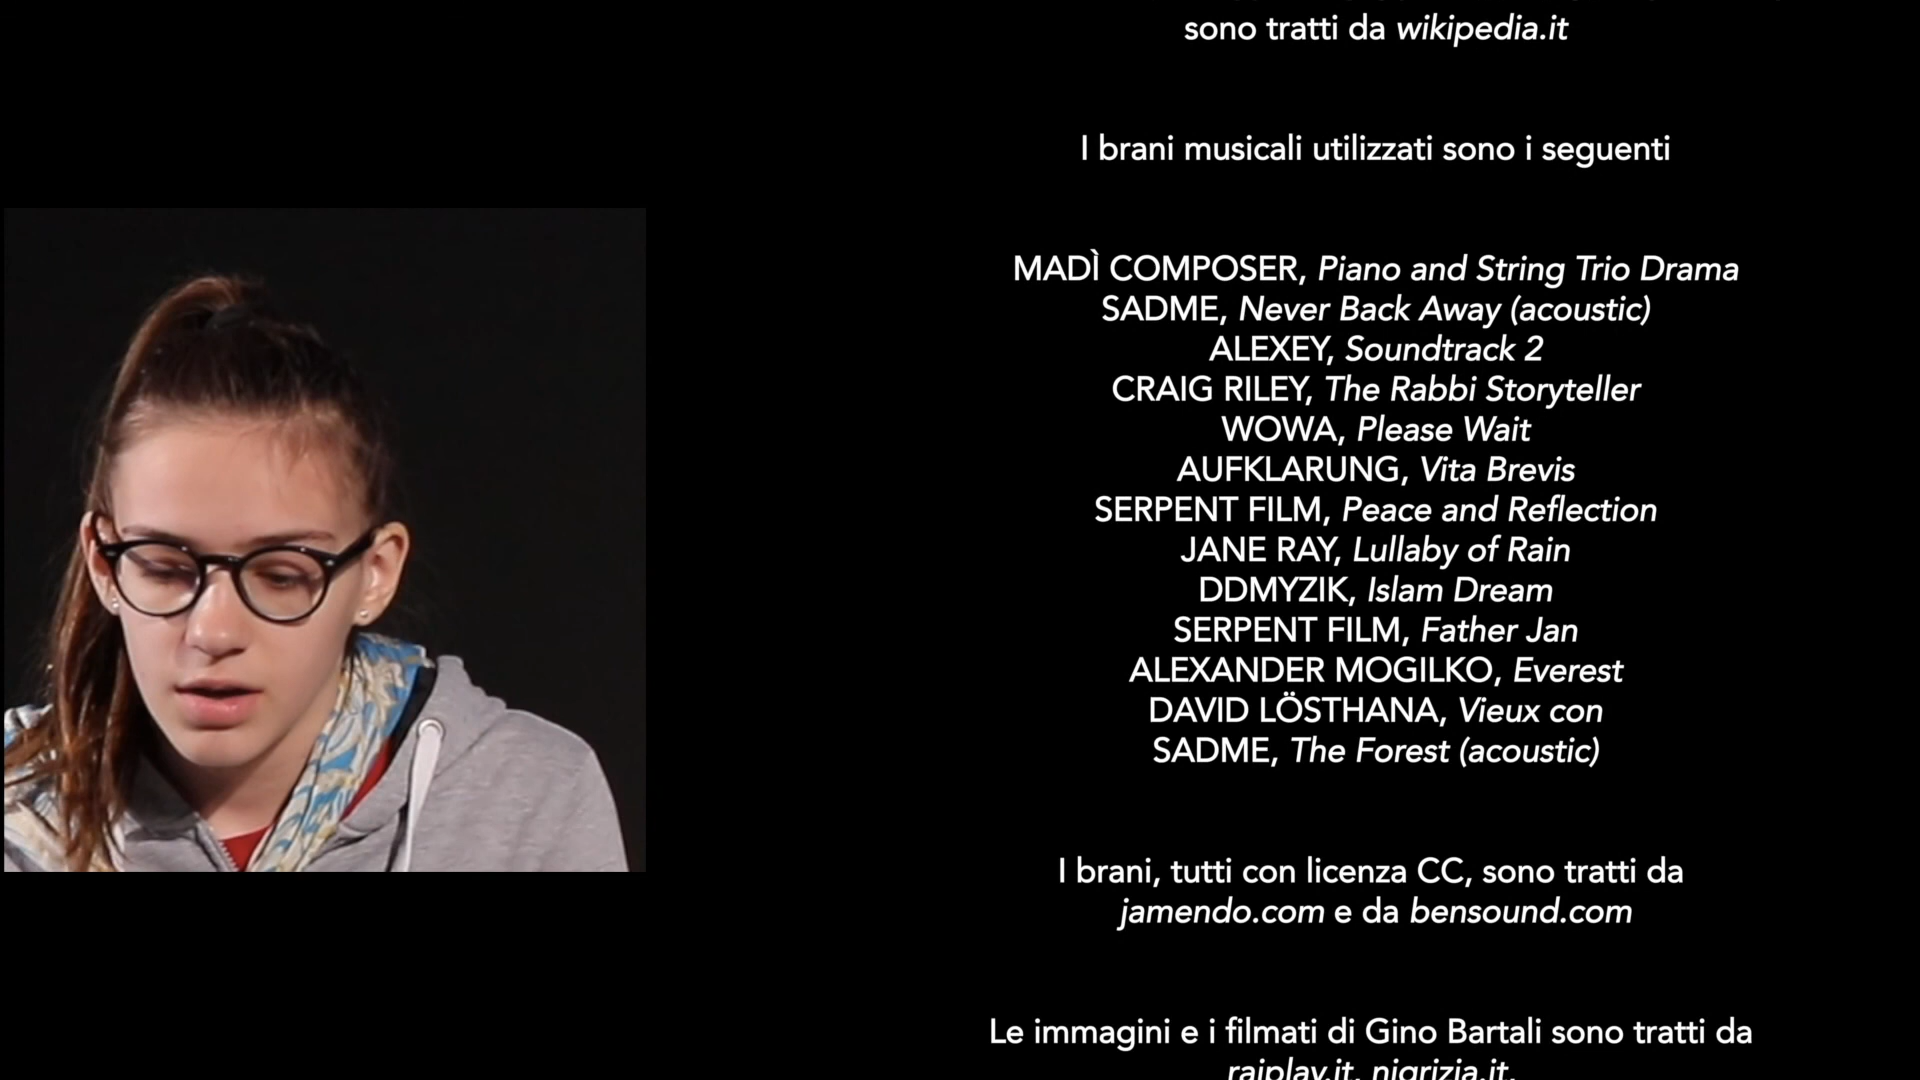 sono tratti da wikipedia.it
I brani musicali utilizzati sono i seguenti
MADÌ COMPOSER, Piano and String Trio Drama
SADME, Never Back Away (acoustic)
ALEXEY, Soundtrack 2
CRAIG RILEY, The Rabbi Storyteller
WOWA, Please Wait
AUFKLARUNG, Vita Brevis
SERPENT FILM, Peace and Reflection
JANE RAY, Lullaby of Rain
DDMYZIK, Islam Dream
SERPENT FILM, Father Jan
ALEXANDER MOGILKO, Everest
DAVID LÖSTHANA, Vieux con
SADME, The Forest (acoustic)
I brani, tutti con licenza CC, sono tratti da
jamendo.com e da bensound.com
Le immagini e i filmati di Gino Bartali sono tratti da
raiplay.it, nigrizia.it,